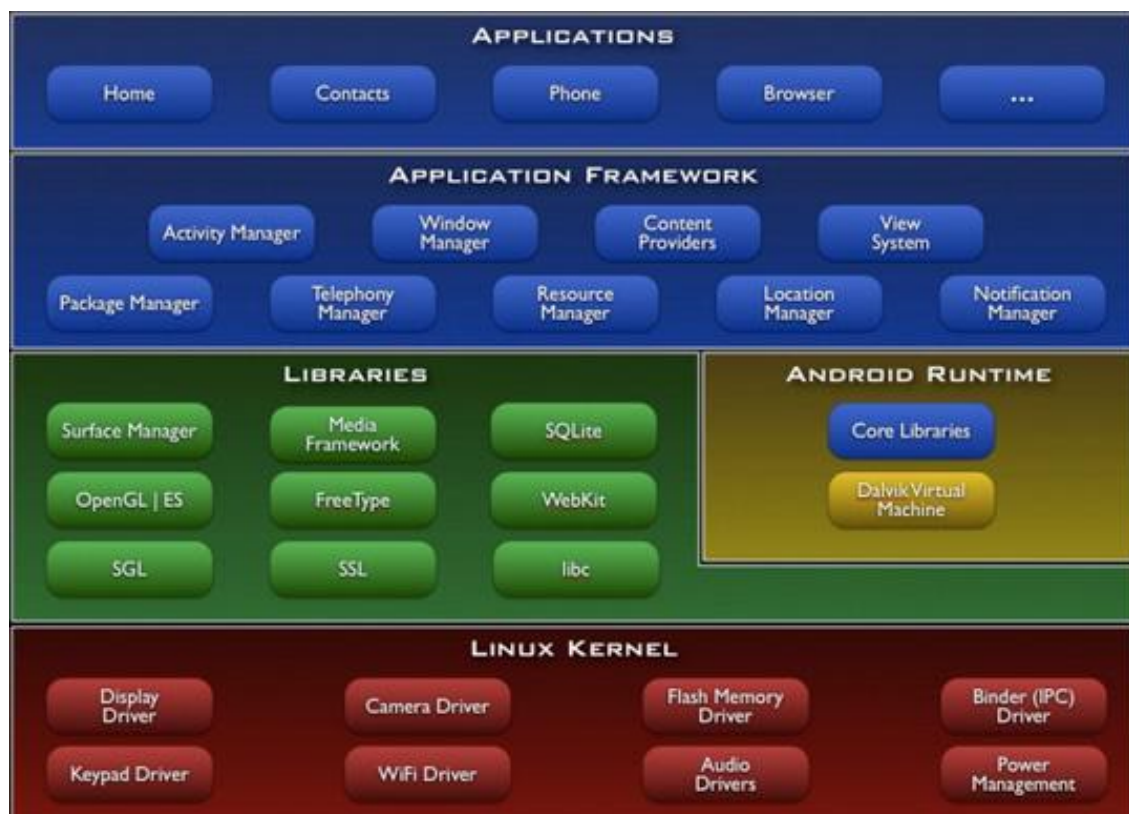 APPLICATIONS
Home
Contacts
Phone
Browser
...
APPLICATION FRAMEWORK
Activity Manager
Window
Manager
Content
Providers
View
System
Package Manager
Telephony
Manager
Resource
Manager
Location
Manager
Notification
Manager
LIBRARIES
Surface Manager
Media
Framework
SQLite
OpenGL | ES
FreeType
WebKit
SGL
SSL
libc
ANDROID RUNTIME
Core Libraries
Dalvik Virtual
Machine
LINUX KERNEL
Display
Driver
Camera Driver
Flash Memory
Driver
Binder (IPC)
Driver
Keypad Driver
WiFi Driver
Audio
Drivers
Power
Management